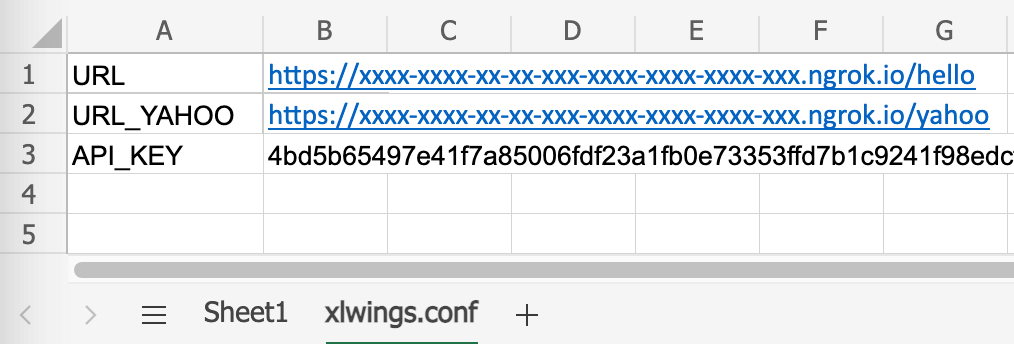 A B C D E F G
1 URL https://xxxx-xxxx-xx-xx-xxx-xxxx-xxxx-xxxx-xxx.ngrok.io/hello
2 URL_YAHOO https://xxxx-xxxx-xx-xx-xxx-xxxx-xxxx-xxxx-xxx.ngrok.io/yahoo
3 API_KEY 4bd5b65497e41f7a85006fdf23a1fb0e73353ffd7b1c9241f98edc
4
5
Sheet1 xlwings.conf